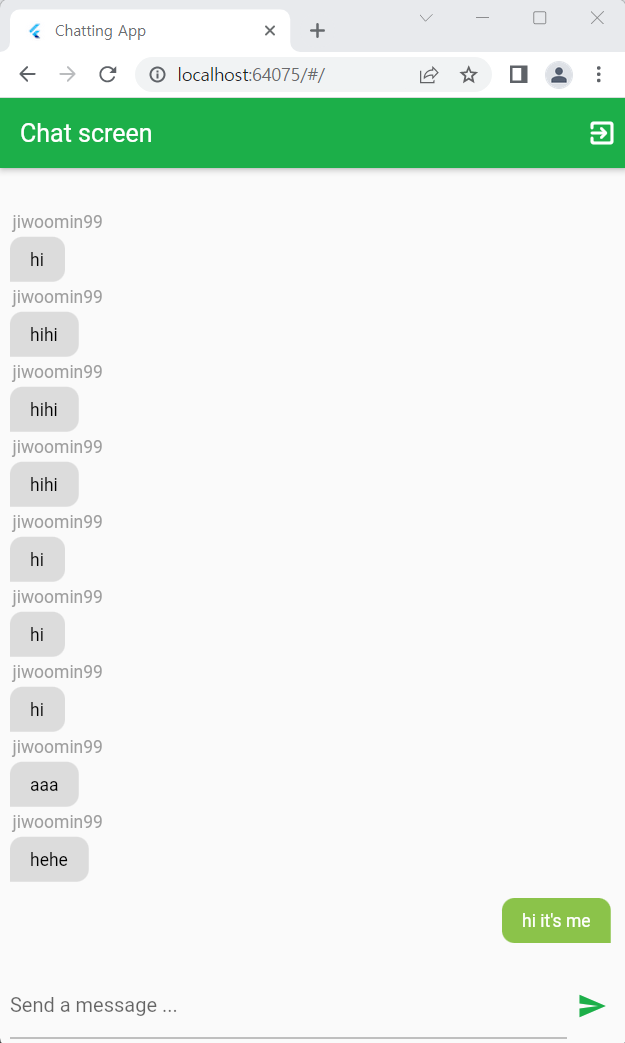 Chatting App
localhost:64075/#/
Chat screen
jiwoomin99
hi
jiwoomin99
hihi
jiwoomin99
hihi
jiwoomin99
hihi
jiwoomin99
hi
jiwoomin99
hi
jiwoomin99
hi
jiwoomin99
aaa
jiwoomin99
hehe
hi it's me
Send a message ...